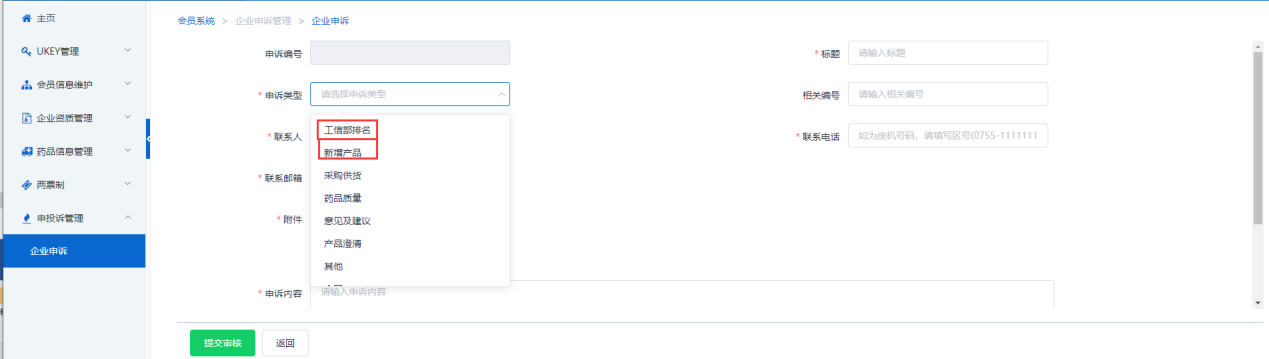 主页
UKEY管理
会员信息维护
企业资质管理
药品信息管理
两票制
申投诉管理
企业申诉
会员系统 > 企业申诉管理 > 企业申诉
申诉编号
* 标题 请输入标题
* 申诉类型 请选择申诉类型
相关编号 请输入相关编号
* 联系人
* 联系电话 如为座机号码，请填写区号(0755-1111111
* 联系邮箱
* 附件
工信部排名
新增产品
采购供货
药品质量
意见及建议
产品澄清
其他
* 申诉内容 请输入申诉内容
提交审核 返回